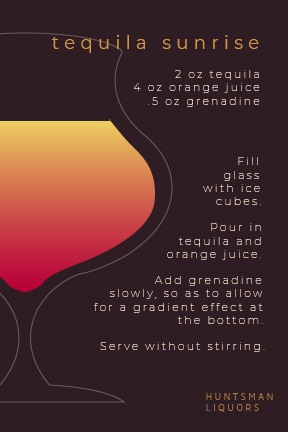 tequila sunrise
2 oz tequila
4 oz orange juice
.5 oz grenadine
Fill
glass
with ice
cubes.
Pour in
tequila and
orange juice.
Add grenadine
slowly, so as to allow
for a gradient effect at
the bottom.
Serve without stirring.
HUNTSMAN
LIQUORS